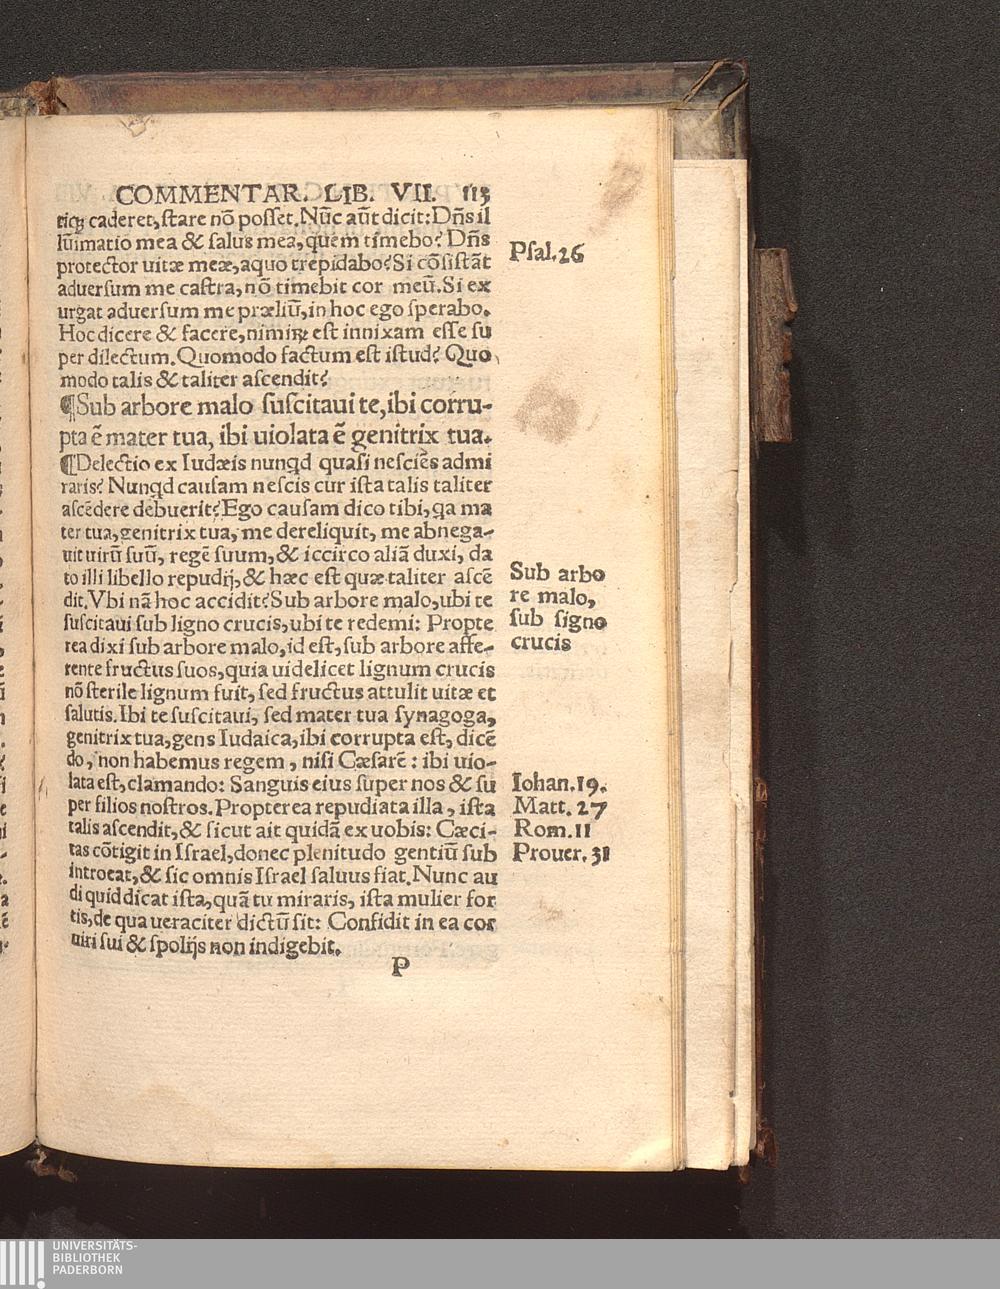 COMMENTAR. LIB. VII. 113
ticꝫ caderet, stare nō posset. Nūc aūt dicit: Dñs il
lūimatio mea & salus mea, quem timebo? Dñs
protector uitæ meæ, aquo trepidabo? Si cōsistāt
aduersum me castra, nō timebit cor meū. Si ex
urgat aduersum me præliū, in hoc ego sperabo.
Hoc dicere & facere, nimiꝝ est innixam esse su
per dilectum. Quomodo factum est istud? Quo
modo talis & taliter ascendit?
Psal. 26
¶Sub arbore malo suscitaui te, ibi corru-
pta ē mater tua, ibi uiolata ē genitrix tua.
¶Delectio ex Iudæis nunqd quasi nesciēs admi
raris? Nunqd causam nescis cur ista talis taliter
ascēdere debuerit? Ego causam dico tibi, qa ma
ter tua, genitrix tua, me dereliquit, me abnega-
uit uirū suū, regē suum, & iccirco aliā duxi, da
to illi libello repudij, & hæc est quæ taliter ascē
dit. Vbi nā hoc accidit? Sub arbore malo, ubi te
suscitaui sub ligno crucis, ubi te redemi: Propte
rea dixi sub arbore malo, id est, sub arbore affe-
rente fructus suos, quia uidelicet lignum crucis
nō sterile lignum fuit, sed fructus attulit uitæ et
salutis. Ibi te suscitaui, sed mater tua synagoga,
genitrix tua, gens Iudaica, ibi corrupta est, dicē
do, non habemus regem, nisi Cæsarē: ibi uio-
lata est, clamando: Sanguis eius super nos & su
per filios nostros. Propterea repudiata illa, ista
talis ascendit, & sicut ait quidā ex uobis: Cæci-
tas cōtigit in Israel, donec plenitudo gentiū sub
introeat, & sic omnis Israel saluus fiat. Nunc au
di quid dicat ista, quā tu miraris, ista mulier for
tis, de qua ueraciter dictū sit: Confidit in ea cor
uiri sui & spolijs non indigebit.
Sub arbo
re malo,
sub signo
crucis
Iohan. 19.
Matt. 27
Rom. 11
Prouer. 31
P
UNIVERSITÄTS-
BIBLIOTHEK
PADERBORN